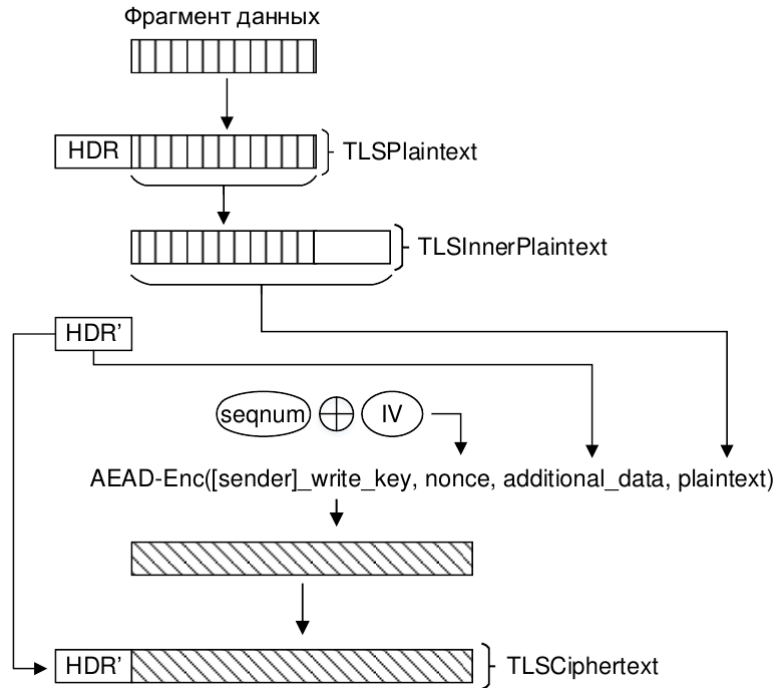 Фрагмент данных
HDR
TLSPlaintext
TLSInnerPlaintext
HDR’
seqnum
IV
AEAD-Enc([sender]_write_key, nonce, additional_data, plaintext)
HDR’
TLSCiphertext